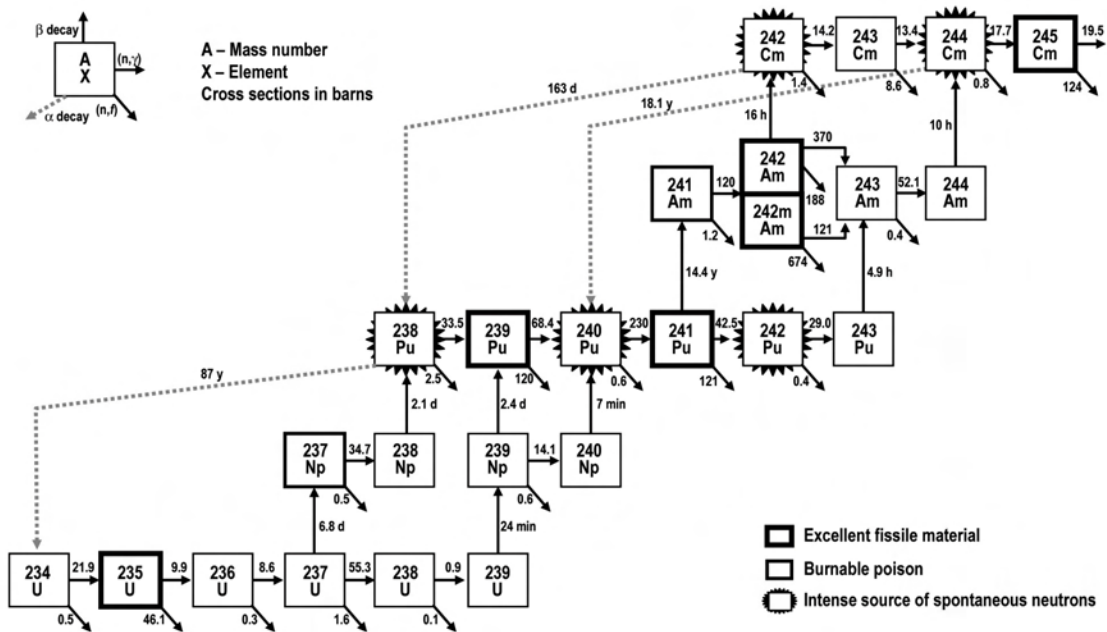 β decay
A
X
(n,γ)
(n,f)
α decay
A – Mass number
X – Element
Cross sections in barns
242
Cm
14.2
243
Cm
13.4
244
Cm
17.7
245
Cm
19.5
1.4
8.6
0.8
124
163 d
18.1 y
16 h
10 h
241
Am
120
242
Am
370
188
242m
Am
121
674
243
Am
52.1
244
Am
1.2
0.4
14.4 y
4.9 h
238
Pu
33.5
239
Pu
68.4
240
Pu
230
241
Pu
42.5
242
Pu
29.0
243
Pu
2.5
120
0.6
121
0.4
87 y
2.1 d
2.4 d
7 min
237
Np
34.7
238
Np
239
Np
14.1
240
Np
0.5
0.6
6.8 d
24 min
234
U
21.9
235
U
9.9
236
U
8.6
237
U
55.3
238
U
0.9
239
U
0.5
46.1
0.3
1.6
0.1
Excellent fissile material
Burnable poison
Intense source of spontaneous neutrons